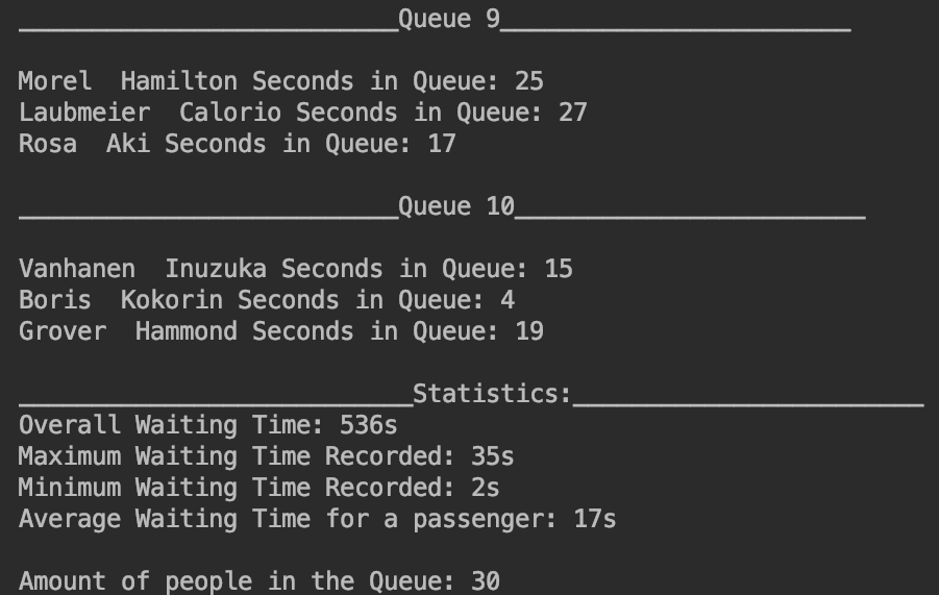 __________________________Queue 9________________________
Morel  Hamilton Seconds in Queue: 25
Laubmeier  Calorio Seconds in Queue: 27
Rosa  Aki Seconds in Queue: 17
__________________________Queue 10________________________
Vanhanen  Inuzuka Seconds in Queue: 15
Boris  Kokorin Seconds in Queue: 4
Grover  Hammond Seconds in Queue: 19
___________________________Statistics:________________________
Overall Waiting Time: 536s
Maximum Waiting Time Recorded: 35s
Minimum Waiting Time Recorded: 2s
Average Waiting Time for a passenger: 17s
Amount of people in the Queue: 30